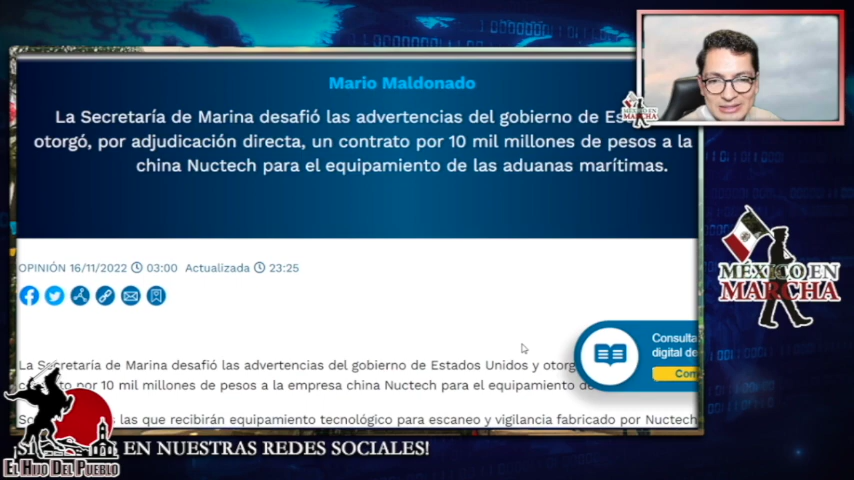 Mario Maldonado
La Secretaría de Marina desafió las advertencias del gobierno de
otorgó, por adjudicación directa, un contrato por 10 mil millones de pesos a la
china Nuctech para el equipamiento de las aduanas marítimas.
OPINIÓN 16/11/2022 03:00 Actualizada 23:25
La Secretaría de Marina desafió las advertencias del gobierno de Estados Unidos y
por 10 mil millones de pesos a la empresa china Nuctech para el equipamiento
las que recibirán equipamiento tecnológico para escaneo y vigilancia fabricado por Nuctech
Consulta
digital de
MÉXICO EN
MARCHA
MÉXICO EN
MARCHA
EN NUESTRAS REDES SOCIALES!
EL HIJO DEL PUEBLO